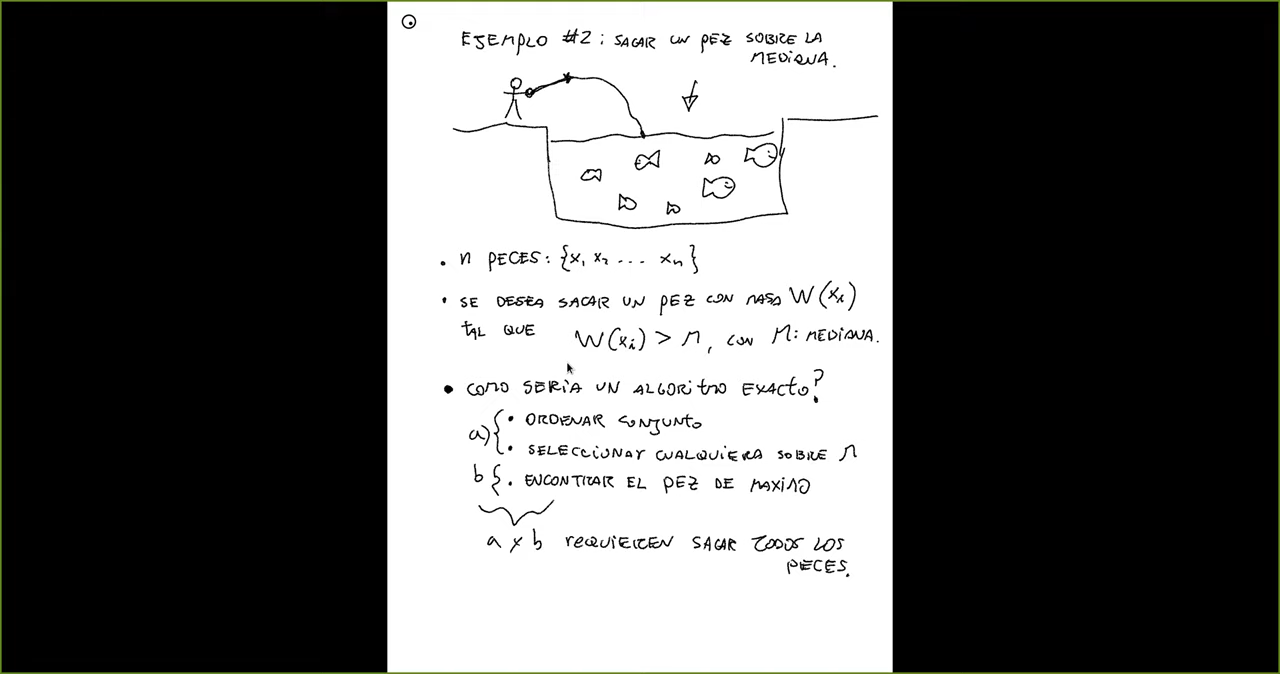 EJEMPLO #2: SACAR UN PEZ SOBRE LA
MEDIANA.
• n PECES: {x₁ x₂ ... xₙ}
• SE DESEA SACAR UN PEZ CON MASA W(xᵢ)
tAL QUE W(xᵢ) > M, CON M: MEDIANA.
• COMO SERIA UN ALGORITMO EXACTO?
a) { • ORDENAR CONJUNTO
• SELECCIONAR CUALQUIERA SOBRE M
b { • ENCONTRAR EL PEZ DE MAXIMO
a y b REQUIEREN SACAR TODOS LOS
PECES.